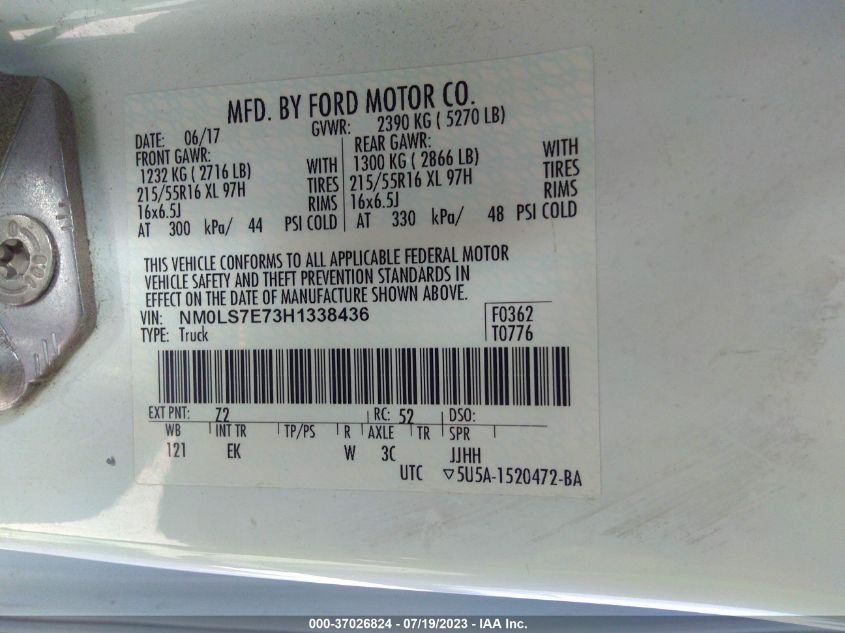 MFD. BY FORD MOTOR CO.
DATE: 06/17 GVWR: 2390 KG ( 5270 LB)
FRONT GAWR:
1232 KG ( 2716 LB) WITH
215/55R16 XL 97H TIRES
16x6.5J RIMS
AT 300 kPa/ 44 PSI COLD
REAR GAWR: WITH
1300 KG ( 2866 LB) TIRES
215/55R16 XL 97H RIMS
16x6.5J
AT 330 kPa/ 48 PSI COLD
THIS VEHICLE CONFORMS TO ALL APPLICABLE FEDERAL MOTOR
VEHICLE SAFETY AND THEFT PREVENTION STANDARDS IN
EFFECT ON THE DATE OF MANUFACTURE SHOWN ABOVE.
VIN: NM0LS7E73H1338436 F0362
TYPE: Truck T0776
EXT PNT: Z2 RC: 52 DSO:
WB INT TR TP/PS R AXLE TR SPR
121 EK W 3C JJHH
UTC ▽5U5A-1520472-BA
000-37026824 - 07/19/2023 - IAA Inc.